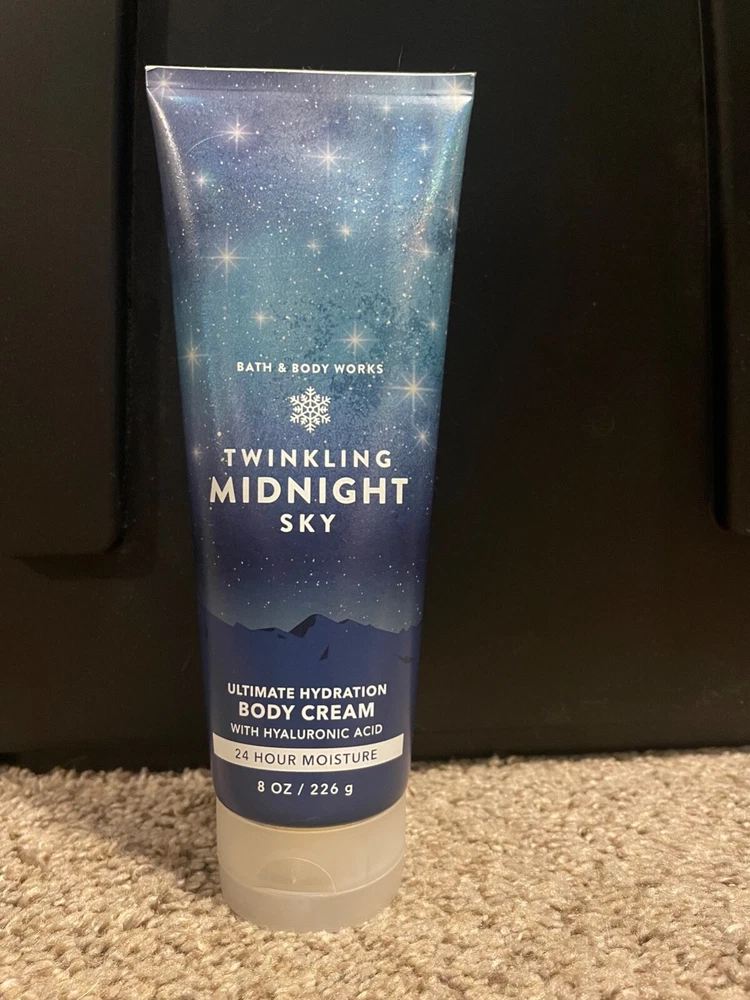 BATH & BODY WORKS
TWINKLING
MIDNIGHT
SKY
ULTIMATE HYDRATION
BODY CREAM
WITH HYALURONIC ACID
24 HOUR MOISTURE
8 OZ / 226 g